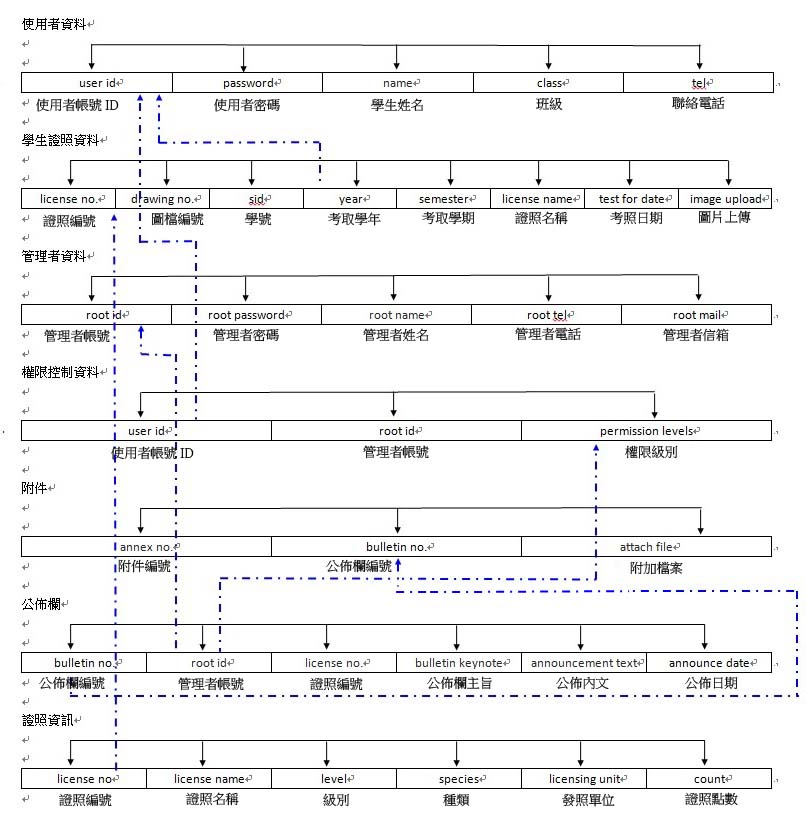 使用者資料
user id password name class tel
使用者帳號 ID 使用者密碼 學生姓名 班級 聯絡電話
學生證照資料
license no. drawing no. sid year semester license name test for date image upload
證照編號 圖檔編號 學號 考取學年 考取學期 證照名稱 考照日期 圖片上傳
管理者資料
root id root password root name root tel root mail
管理者帳號 管理者密碼 管理者姓名 管理者電話 管理者信箱
權限控制資料
user id root id permission levels
使用者帳號 ID 管理者帳號 權限級別
附件
annex no. bulletin no. attach file
附件編號 公佈欄編號 附加檔案
公佈欄
bulletin no. root id license no. bulletin keynote announcement text announce date
公佈欄編號 管理者帳號 證照編號 公佈欄主旨 公佈內文 公佈日期
證照資訊
license no license name level species licensing unit count
證照編號 證照名稱 級別 種類 發照單位 證照點數